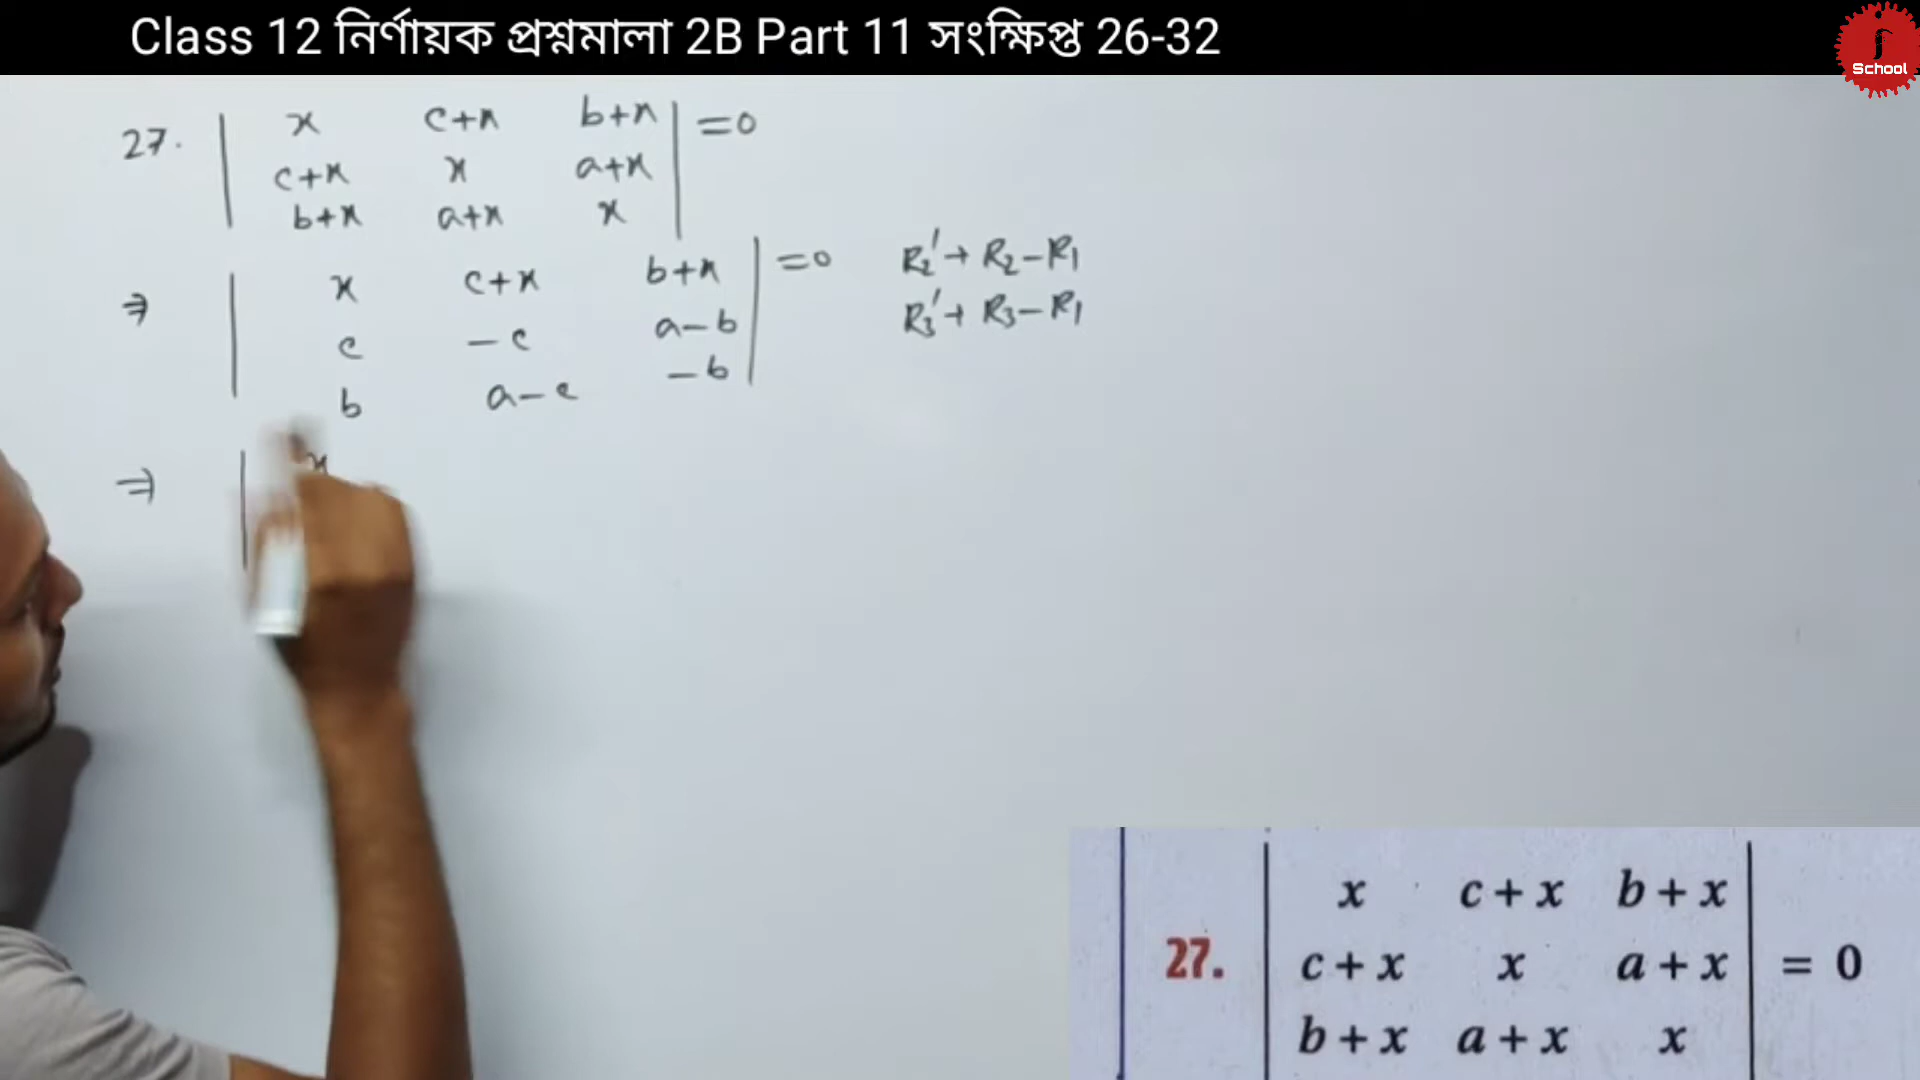 Class 12 নির্ণায়ক প্রশ্নমালা 2B Part 11 সংক্ষিপ্ত 26-32
f School
27. | x c+x b+x | =0
c+x x a+x
b+x a+x x
⇒ | x c+x b+x | =0 R₂′→ R₂−R₁
c −c a−b R₃′→ R₃−R₁
b a−c −b
⇒ | x
27. | x c + x b + x | = 0
c + x x a + x
b + x a + x x